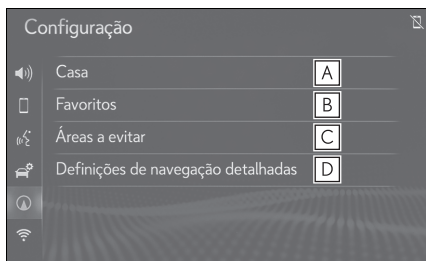 Configuração
Casa A
Favoritos B
Áreas a evitar C
Definições de navegação detalhadas D